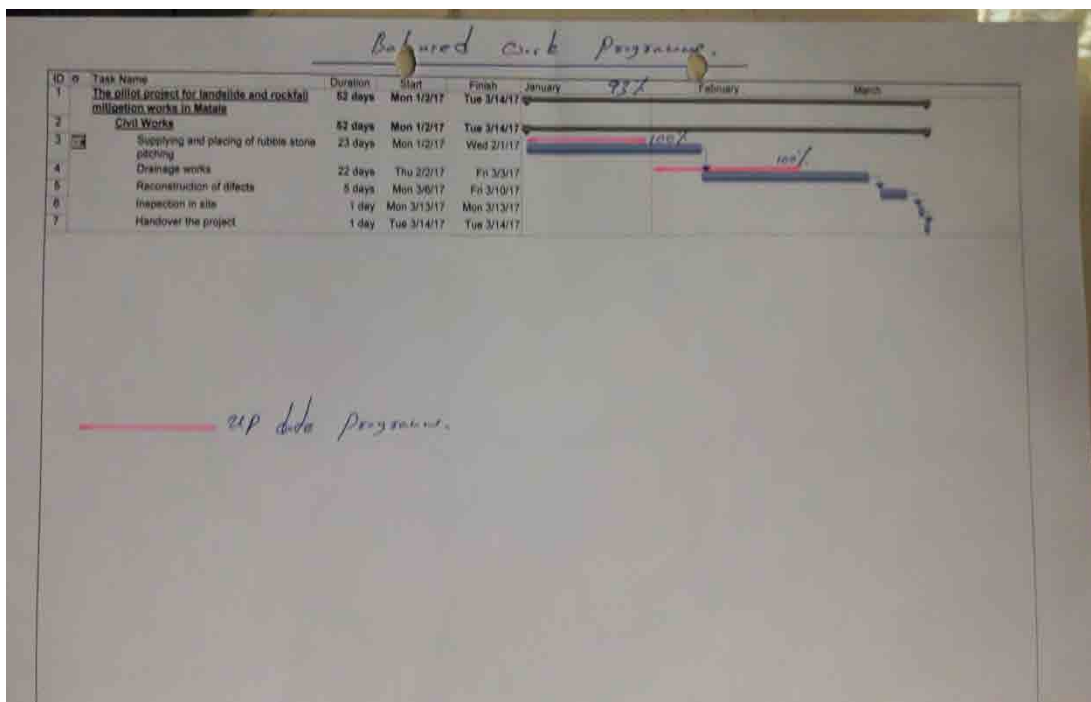 Work Programme.
ID Task Name Duration Start Finish January 93% February March
1 The pillot project for landslide and rockfall mitigation works in Matale 52 days Mon 1/2/17 Tue 3/14/17
2 Civil Works 52 days Mon 1/2/17 Tue 3/14/17
3 Supplying and placing of rubble stone pitching 23 days Mon 1/2/17 Wed 2/1/17 100%
4 Drainage works 22 days Thu 2/2/17 Fri 3/3/17 100%
5 Reconstruction of difects 5 days Mon 3/6/17 Fri 3/10/17
6 Inspection in site 1 day Mon 3/13/17 Mon 3/13/17
7 Handover the project 1 day Tue 3/14/17 Tue 3/14/17
up date programme.